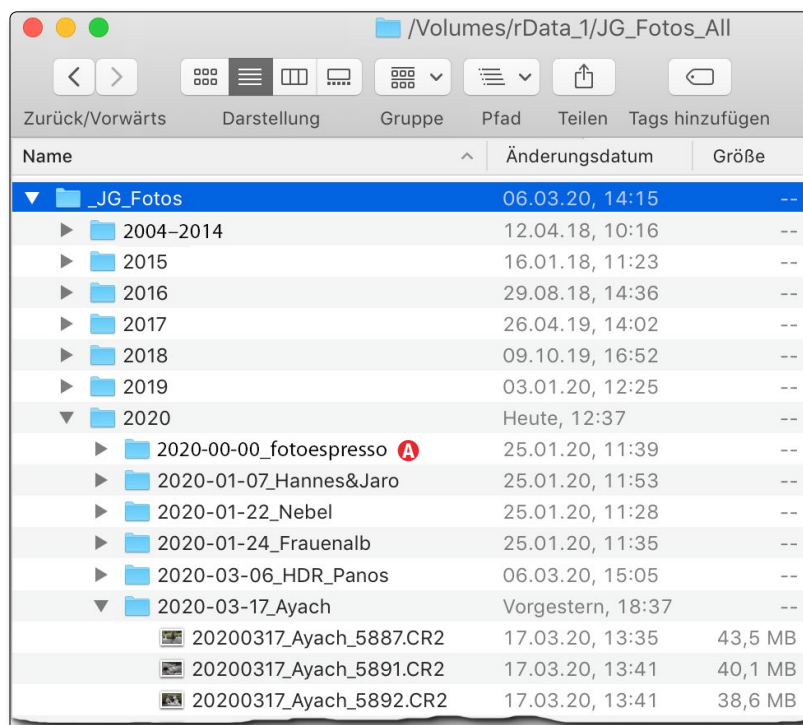 /Volumes/rData_1/JG_Fotos_All
Zurück/Vorwärts Darstellung Gruppe Pfad Teilen Tags hinzufügen
Name Änderungsdatum Größe
_JG_Fotos 06.03.20, 14:15 --
2004–2014 12.04.18, 10:16 --
2015 16.01.18, 11:23 --
2016 29.08.18, 14:36 --
2017 26.04.19, 14:02 --
2018 09.10.19, 16:52 --
2019 03.01.20, 12:25 --
2020 Heute, 12:37 --
2020-00-00_fotoespresso A 25.01.20, 11:39 --
2020-01-07_Hannes&Jaro 25.01.20, 11:53 --
2020-01-22_Nebel 25.01.20, 11:28 --
2020-01-24_Frauenalb 25.01.20, 11:35 --
2020-03-06_HDR_Panos 06.03.20, 15:05 --
2020-03-17_Ayach Vorgestern, 18:37 --
20200317_Ayach_5887.CR2 17.03.20, 13:35 43,5 MB
20200317_Ayach_5891.CR2 17.03.20, 13:41 40,1 MB
20200317_Ayach_5892.CR2 17.03.20, 13:41 38,6 MB